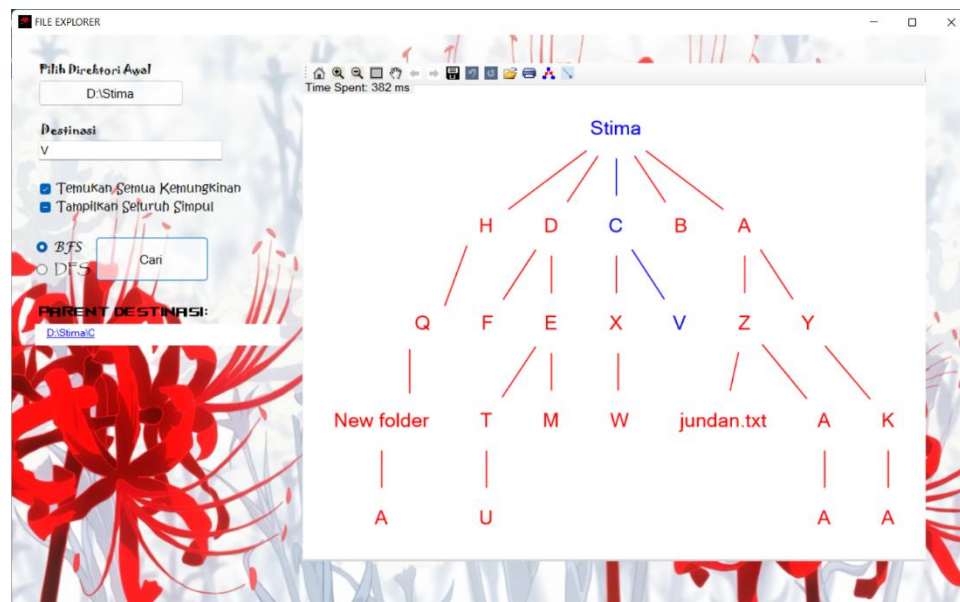 FILE EXPLORER
Pilih Direktori Awal
D:\Stima
Destinasi
V
Temukan Semua Kemungkinan
Tampilkan Seluruh Simpul
BFS
DFS
Cari
PARENT DESTINASI:
D:\Stima\C
Time Spent: 382 ms
Stima
H D C B A
Q F E X V Z Y
New folder T M W jundan.txt A K
A U A A